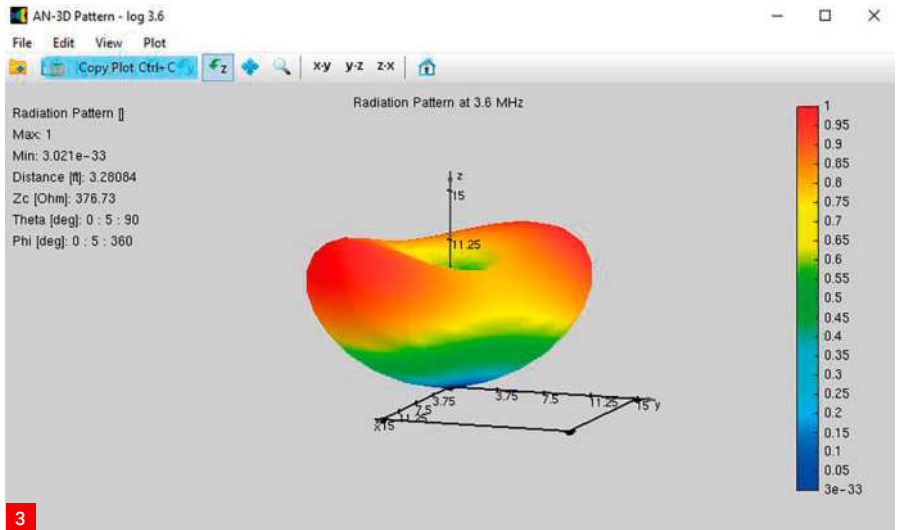 AN-3D Pattern - log 3.6
File Edit View Plot
Copy Plot Ctrl+C y z x-y y-z z-x
Radiation Pattern at 3.6 MHz
Radiation Pattern []
Max: 1
Min: 3.021e-33
Distance [ft]: 3.28084
Zc [Ohm]: 376.73
Theta [deg]: 0 : 5 : 90
Phi [deg]: 0 : 5 : 360
z
15
11.25
3.75 7.5 11.25 15 y
3.75
7.5
11.25
x15
1
0.95
0.9
0.85
0.8
0.75
0.7
0.65
0.6
0.55
0.5
0.45
0.4
0.35
0.3
0.25
0.2
0.15
0.1
0.05
3e-33
3